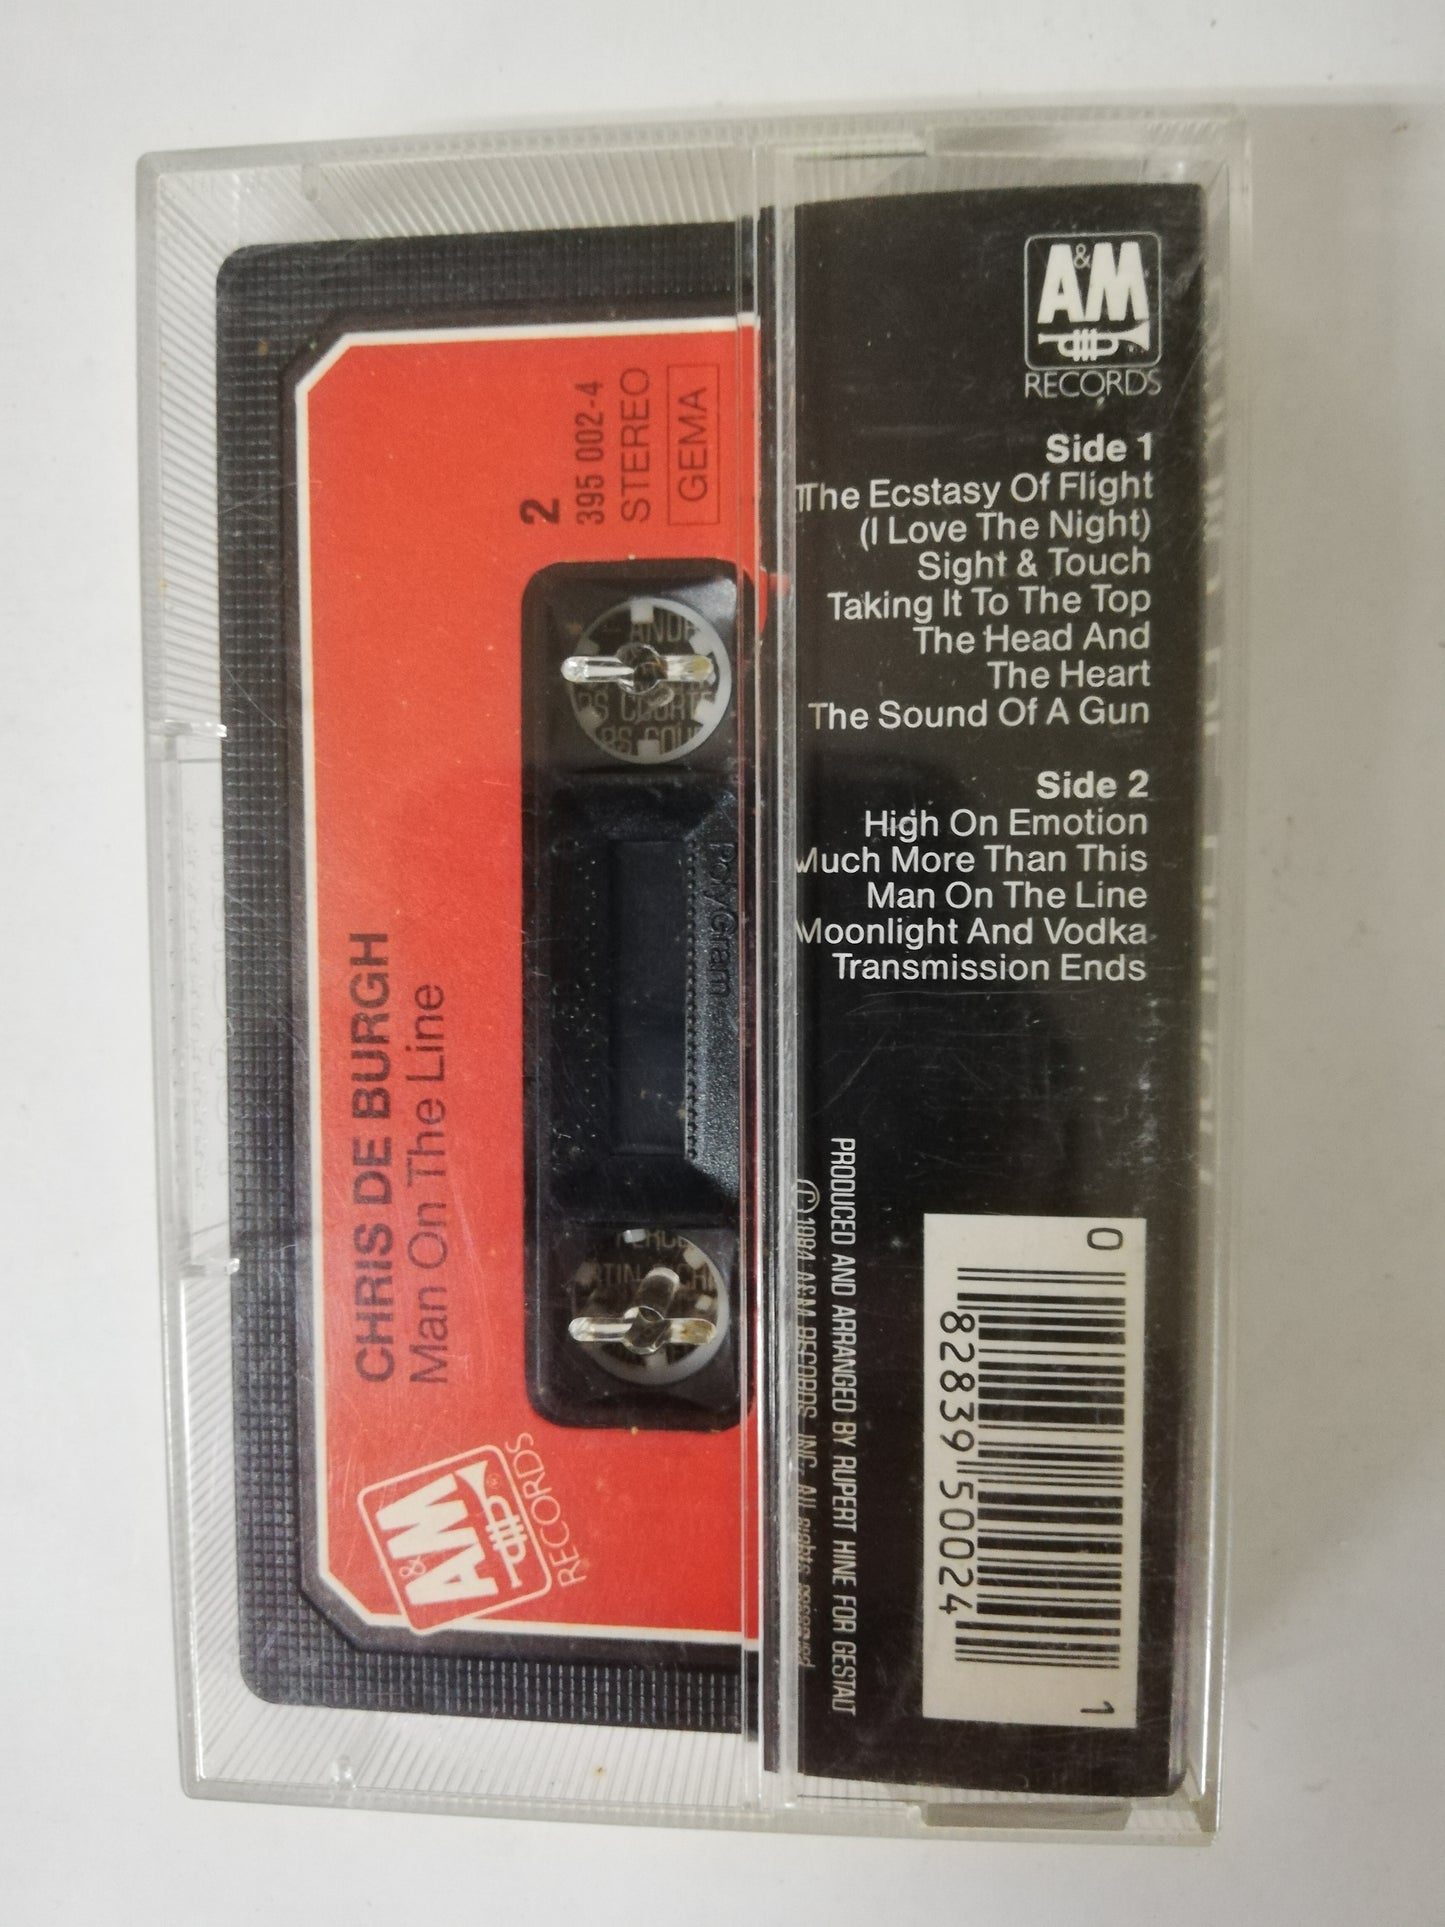 CHRIS DE BURGH
Man On The Line
2
395 002-4
STEREO
GEMA
A&M
RECORDS
PolyGram
A&M
RECORDS
Side 1
The Ecstasy Of Flight
(I Love The Night)
Sight & Touch
Taking It To The Top
The Head And
The Heart
The Sound Of A Gun
Side 2
High On Emotion
Much More Than This
Man On The Line
Moonlight And Vodka
Transmission Ends
PRODUCED AND ARRANGED BY RUPERT HINE FOR GESTALT
© 1984 A&M RECORDS, INC. All rights reserved
0 82839 50024 1